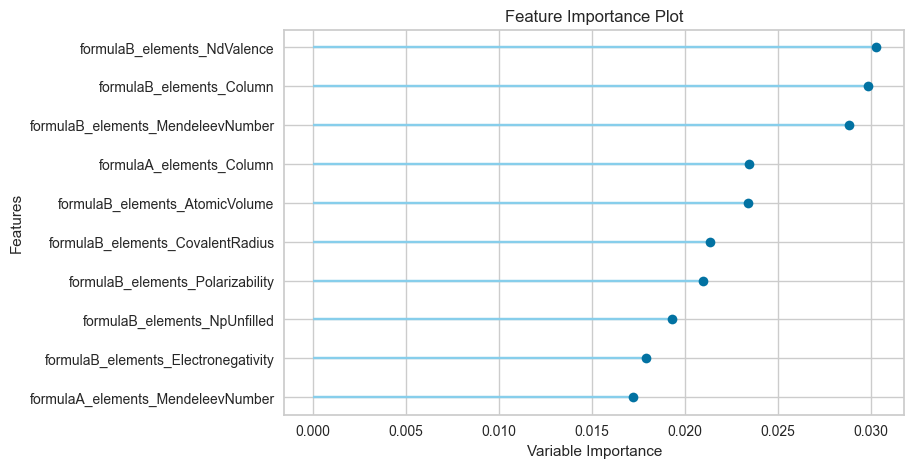 Feature Importance Plot
Features
formulaB_elements_NdValence
formulaB_elements_Column
formulaB_elements_MendeleevNumber
formulaA_elements_Column
formulaB_elements_AtomicVolume
formulaB_elements_CovalentRadius
formulaB_elements_Polarizability
formulaB_elements_NpUnfilled
formulaB_elements_Electronegativity
formulaA_elements_MendeleevNumber
0.000 0.005 0.010 0.015 0.020 0.025 0.030
Variable Importance